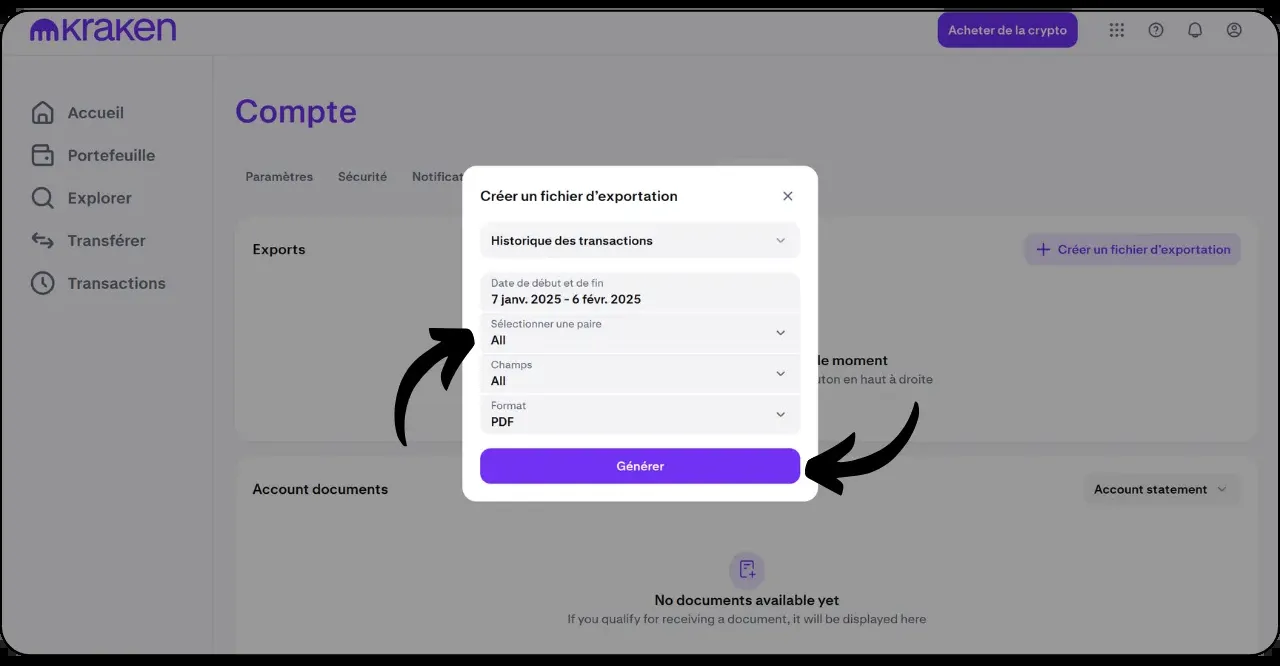 kraken
Acheter de la crypto
Accueil
Portefeuille
Explorer
Transférer
Transactions
Compte
Paramètres
Sécurité
Notificat
Créer un fichier d'exportation
Historique des transactions
Date de début et de fin
7 janv. 2025 - 6 févr. 2025
Sélectionner une paire
All
Champs
All
Format
PDF
Générer
Exports
Créer un fichier d'exportation
le moment
uton en haut à droite
Account documents
Account statement
No documents available yet
If you qualify for receiving a document, it will be displayed here